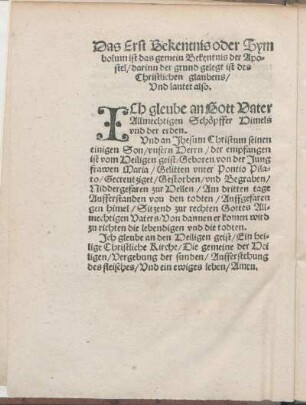 Das Erst Bekentnis oder Sym
bolum ist das gemein Bekentnis der Apo-
stel/ darinn der grund gelegt ist des
Christlichen glaubens/
Vnd lautet also.
ICh gleube an Gott Vater
Allmechtigen Schöpffer Himels
vnd der erden.
Vnd an Jhesum Christum seinen
einigen Son/ vnsern Herrn/ der empfangen
ist vom Heiligen geist/ Geboren von der Jung
frawen Maria/ Gelitten vnter Pontio Pila-
to/ Gecreutziget/ Gestorben/ vnd Begraben/
Niddergefaren zur Hellen/ Am dritten tage
Aufferstanden von den todten/ Auffgefaren
gen himel/ Sitzend zur rechten Gottes All-
mechtigen Vaters/ Von dannen er komen wird
zu richten die lebendigen vnd die todten.
Ich gleube an den Heiligen geist/ Ein hei-
lige Christliche Kirche/ Die gemeine der Hei
ligen/ Vergebung der sunden/ Aufferstehung
des fleisches/ Vnd ein ewiges leben/ Amen.